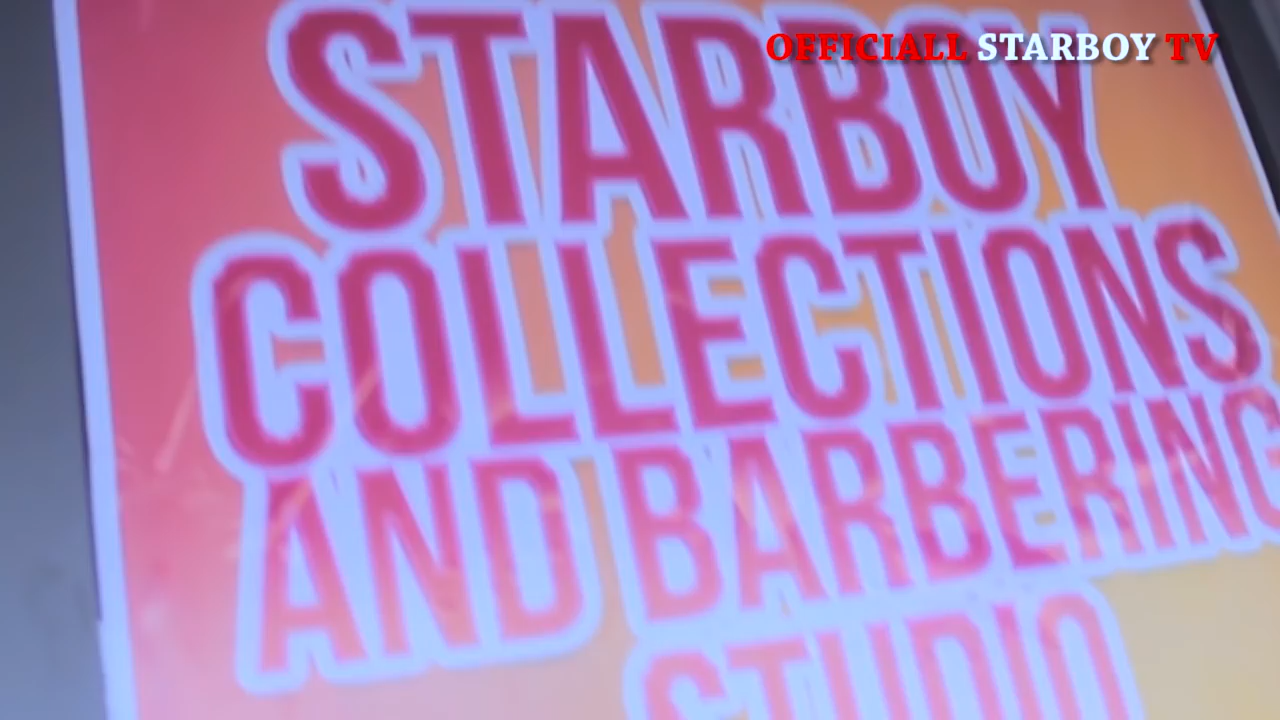 OFFICIALL STARBOY TV
STARBOY
COLLECTIONS
AND BARBERING
STUDIO